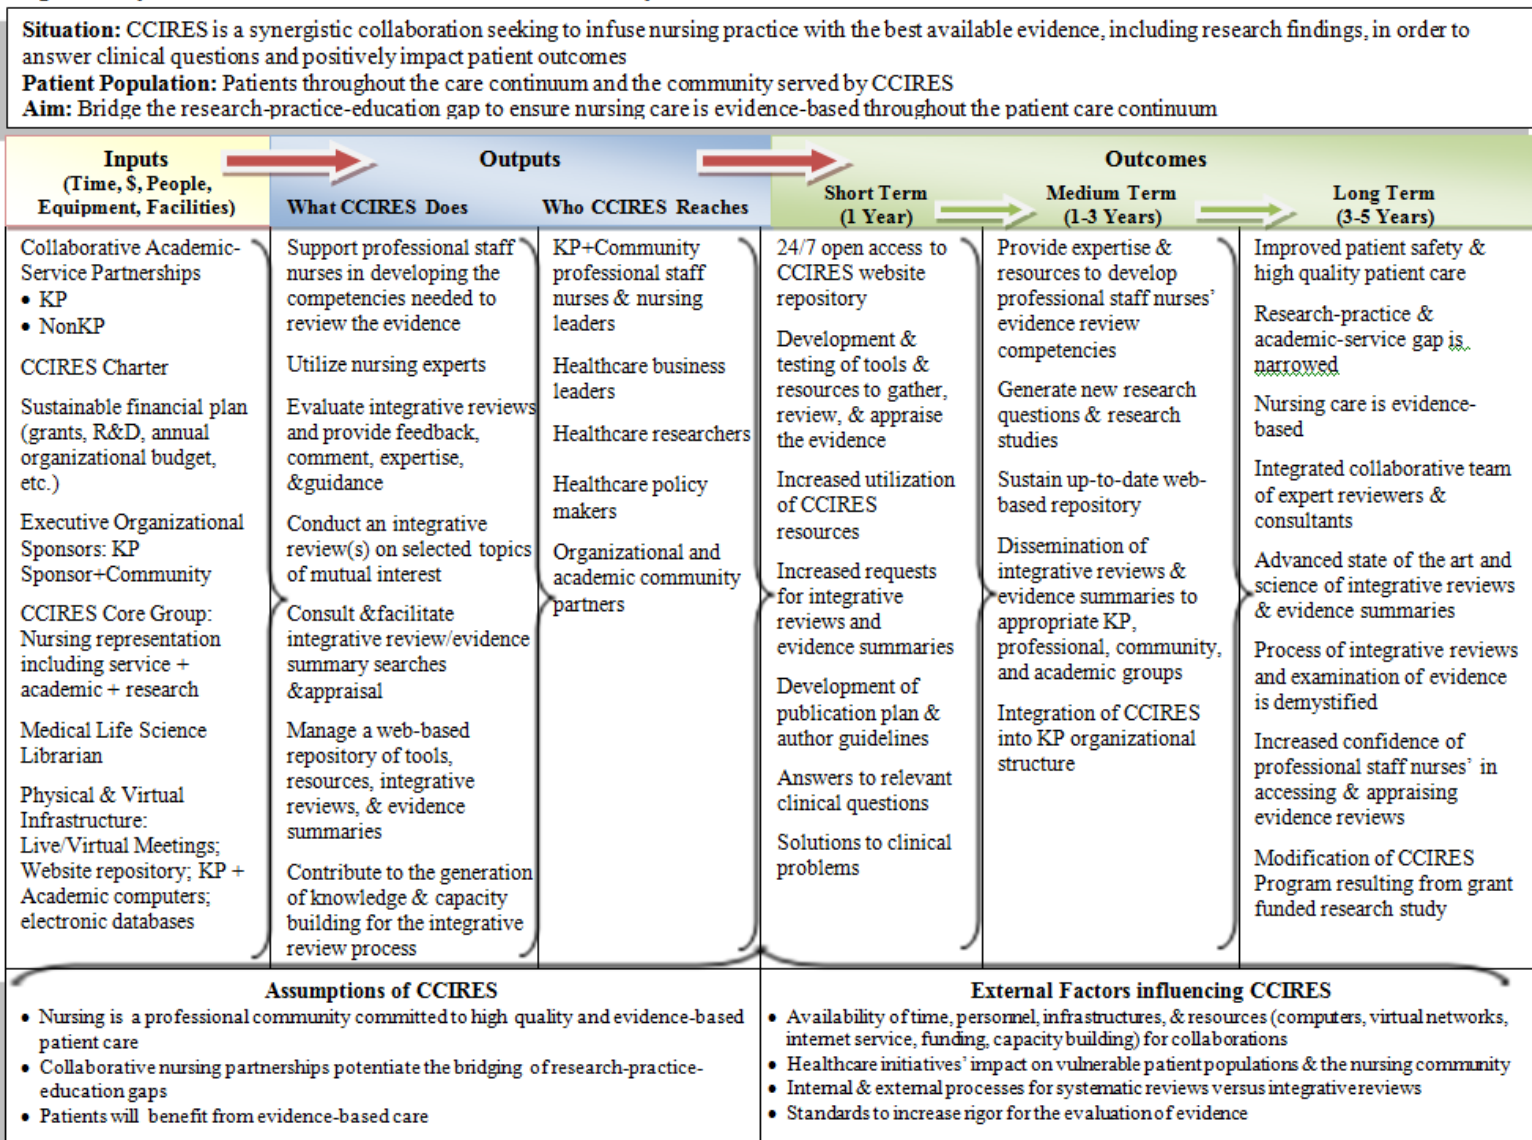 Situation: CCIRES is a synergistic collaboration seeking to infuse nursing practice with the best available evidence, including research findings, in order to
answer clinical questions and positively impact patient outcomes
Patient Population: Patients throughout the care continuum and the community served by CCIRES
Aim: Bridge the research-practice-education gap to ensure nursing care is evidence-based throughout the patient care continuum
Inputs
(Time, $, People,
Equipment, Facilities)
Outputs
What CCIRES Does
Who CCIRES Reaches
Outcomes
Short Term
(1 Year)
Medium Term
(1-3 Years)
Long Term
(3-5 Years)
Collaborative Academic-
Service Partnerships
• KP
• NonKP
CCIRES Charter
Sustainable financial plan
(grants, R&D, annual
organizational budget,
etc.)
Executive Organizational
Sponsors: KP
Sponsor+Community
CCIRES Core Group:
Nursing representation
including service +
academic + research
Medical Life Science
Librarian
Physical & Virtual
Infrastructure:
Live/Virtual Meetings;
Website repository; KP +
Academic computers;
electronic databases
Support professional staff
nurses in developing the
competencies needed to
review the evidence
Utilize nursing experts
Evaluate integrative reviews
and provide feedback,
comment, expertise,
&guidance
Conduct an integrative
review(s) on selected topics
of mutual interest
Consult &facilitate
integrative review/evidence
summary searches
&appraisal
Manage a web-based
repository of tools,
resources, integrative
reviews, & evidence
summaries
Contribute to the generation
of knowledge & capacity
building for the integrative
review process
KP+Community
professional staff
nurses & nursing
leaders
Healthcare business
leaders
Healthcare researchers
Healthcare policy
makers
Organizational and
academic community
partners
24/7 open access to
CCIRES website
repository
Development &
testing of tools &
resources to gather,
review, & appraise
the evidence
Increased utilization
of CCIRES
resources
Increased requests
for integrative
reviews and
evidence summaries
Development of
publication plan &
author guidelines
Answers to relevant
clinical questions
Solutions to clinical
problems
Provide expertise &
resources to develop
professional staff nurses'
evidence review
competencies
Generate new research
questions & research
studies
Sustain up-to-date web-
based repository
Dissemination of
integrative reviews &
evidence summaries to
appropriate KP,
professional, community,
and academic groups
Integration of CCIRES
into KP organizational
structure
Improved patient safety &
high quality patient care
Research-practice &
academic-service gap is
narrowed
Nursing care is evidence-
based
Integrated collaborative team
of expert reviewers &
consultants
Advanced state of the art and
science of integrative reviews
& evidence summaries
Process of integrative reviews
and examination of evidence
is demystified
Increased confidence of
professional staff nurses' in
accessing & appraising
evidence reviews
Modification of CCIRES
Program resulting from grant
funded research study
Assumptions of CCIRES
• Nursing is a professional community committed to high quality and evidence-based
patient care
• Collaborative nursing partnerships potentiate the bridging of research-practice-
education gaps
• Patients will benefit from evidence-based care
External Factors influencing CCIRES
• Availability of time, personnel, infrastructures, & resources (computers, virtual networks,
internet service, funding, capacity building) for collaborations
• Healthcare initiatives' impact on vulnerable patient populations & the nursing community
• Internal & external processes for systematic reviews versus integrative reviews
• Standards to increase rigor for the evaluation of evidence